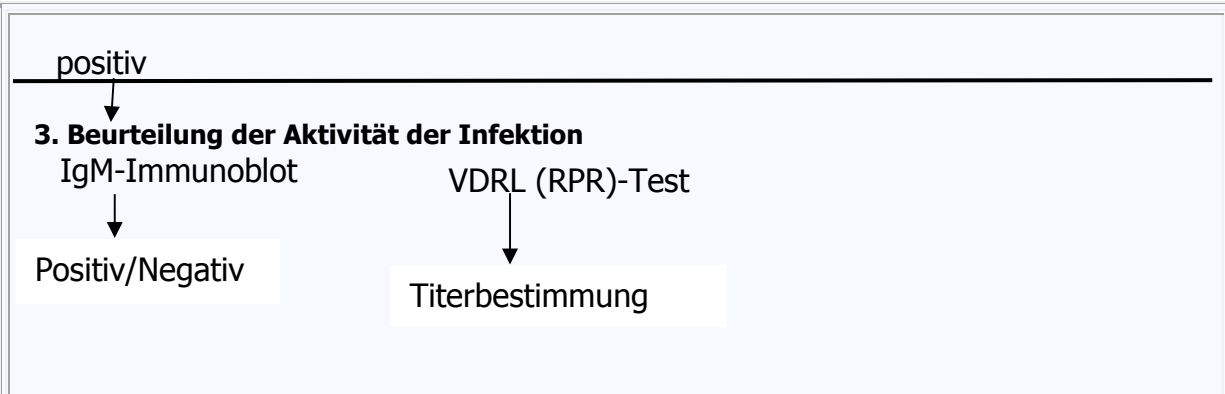 positiv
3. Beurteilung der Aktivität der Infektion
IgM-Immunoblot
VDRL (RPR)-Test
Positiv/Negativ
Titerbestimmung